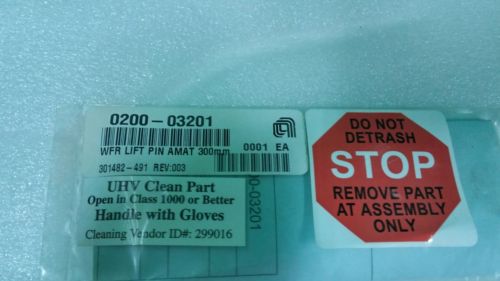 0200-03201
WFR LIFT PIN AMAT 300mm
0001 EA
301482-491 REV:003
UHV Clean Part
Open in Class 1000 or Better
Handle with Gloves
Cleaning Vendor ID#: 299016
00-03201
DO NOT
DETRASH
STOP
REMOVE PART
AT ASSEMBLY
ONLY